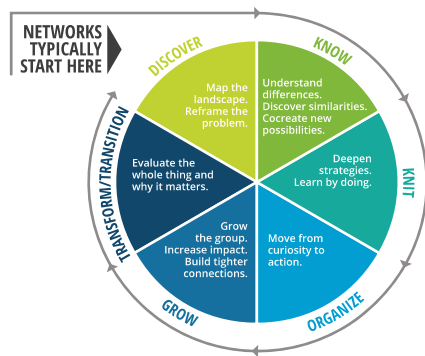 NETWORKS
TYPICALLY
START HERE
DISCOVER
Map the
landscape.
Reframe the
problem.
KNOW
Understand
differences.
Discover similarities.
Cocreate new
possibilities.
KNIT
Deepen
strategies.
Learn by doing.
ORGANIZE
Move from
curiosity to
action.
GROW
Grow
the group.
Increase impact.
Build tighter
connections.
TRANSFORM/TRANSITION
Evaluate the
whole thing and
why it matters.